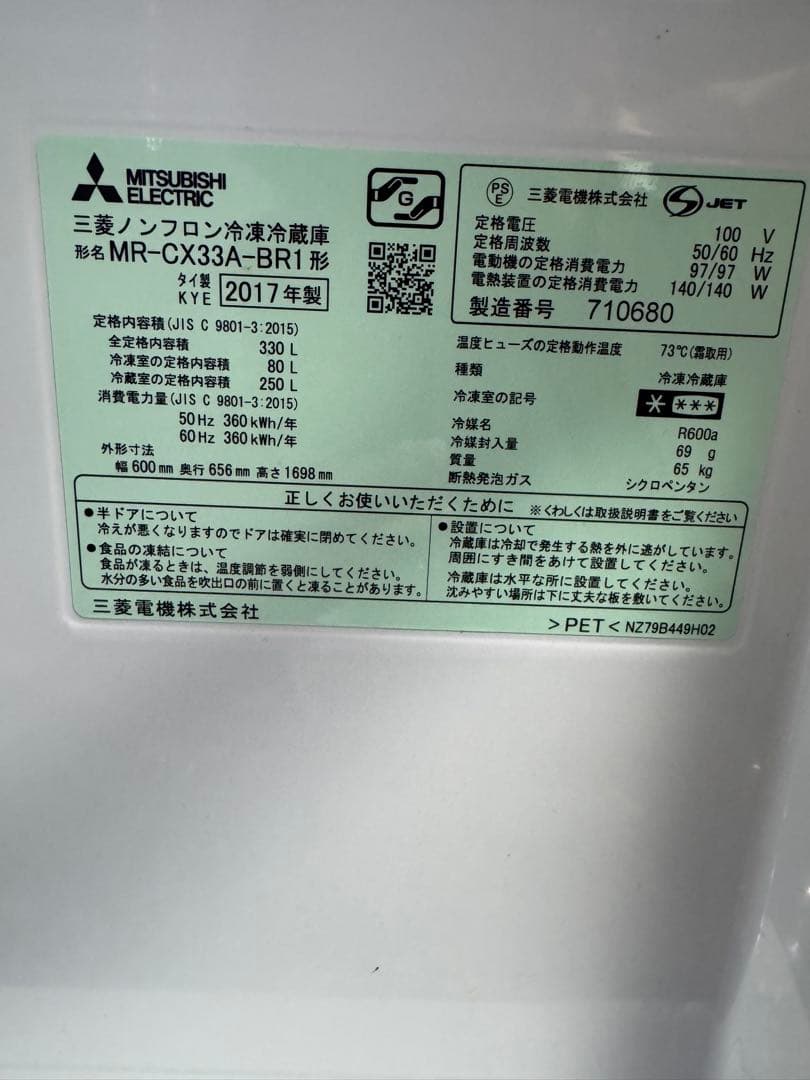 MITSUBISHI
ELECTRIC
三菱ノンフロン冷凍冷蔵庫
形名 MR-CX33A-BR1形
タイ製
KYE 2017年製
G
定格内容積(JIS C 9801-3:2015)
全定格内容積 330 L
冷凍室の定格内容積 80 L
冷蔵室の定格内容積 250 L
消費電力量(JIS C 9801-3:2015)
50 Hz 360 kWh/年
60 Hz 360 kWh/年
外形寸法
幅 600 mm 奥行 656 mm 高さ 1698 mm
PS
E 三菱電機株式会社 JET
定格電圧 100 V
定格周波数 50/60 Hz
電動機の定格消費電力 97/97 W
電熱装置の定格消費電力 140/140 W
製造番号 710680
温度ヒューズの定格動作温度 73℃(霜取用)
種類 冷凍冷蔵庫
冷凍室の記号 * ***
冷媒名 R600a
冷媒封入量 69 g
質量 65 kg
断熱発泡ガス シクロペンタン
正しくお使いいただくために ※くわしくは取扱説明書をご覧ください
●半ドアについて
冷えが悪くなりますのでドアは確実に閉めてください。
●食品の凍結について
食品が凍るときは、温度調節を弱側にしてください。
水分の多い食品を吹出口の前に置くと凍ることがあります。
●設置について
冷蔵庫は冷却で発生する熱を外に逃がしています。
周囲にすき間をあけて設置してください。
冷蔵庫は水平な所に設置してください。
沈みやすい場所は下に丈夫な板を敷いてください。
三菱電機株式会社
>PET< NZ79B449H02